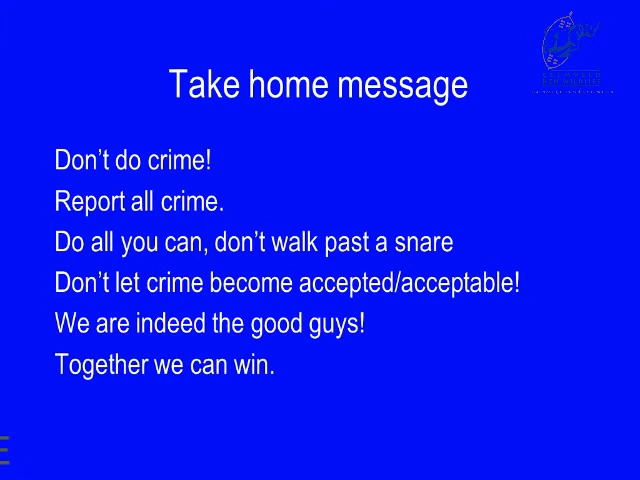 Take home message
Don't do crime!
Report all crime.
Do all you can, don't walk past a snare
Don't let crime become accepted/acceptable!
We are indeed the good guys!
Together we can win.